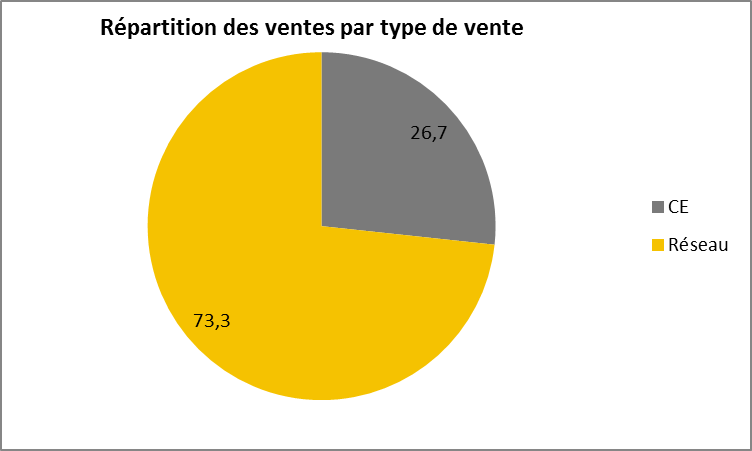 Répartition des ventes par type de vente
26,7
CE
Réseau
73,3